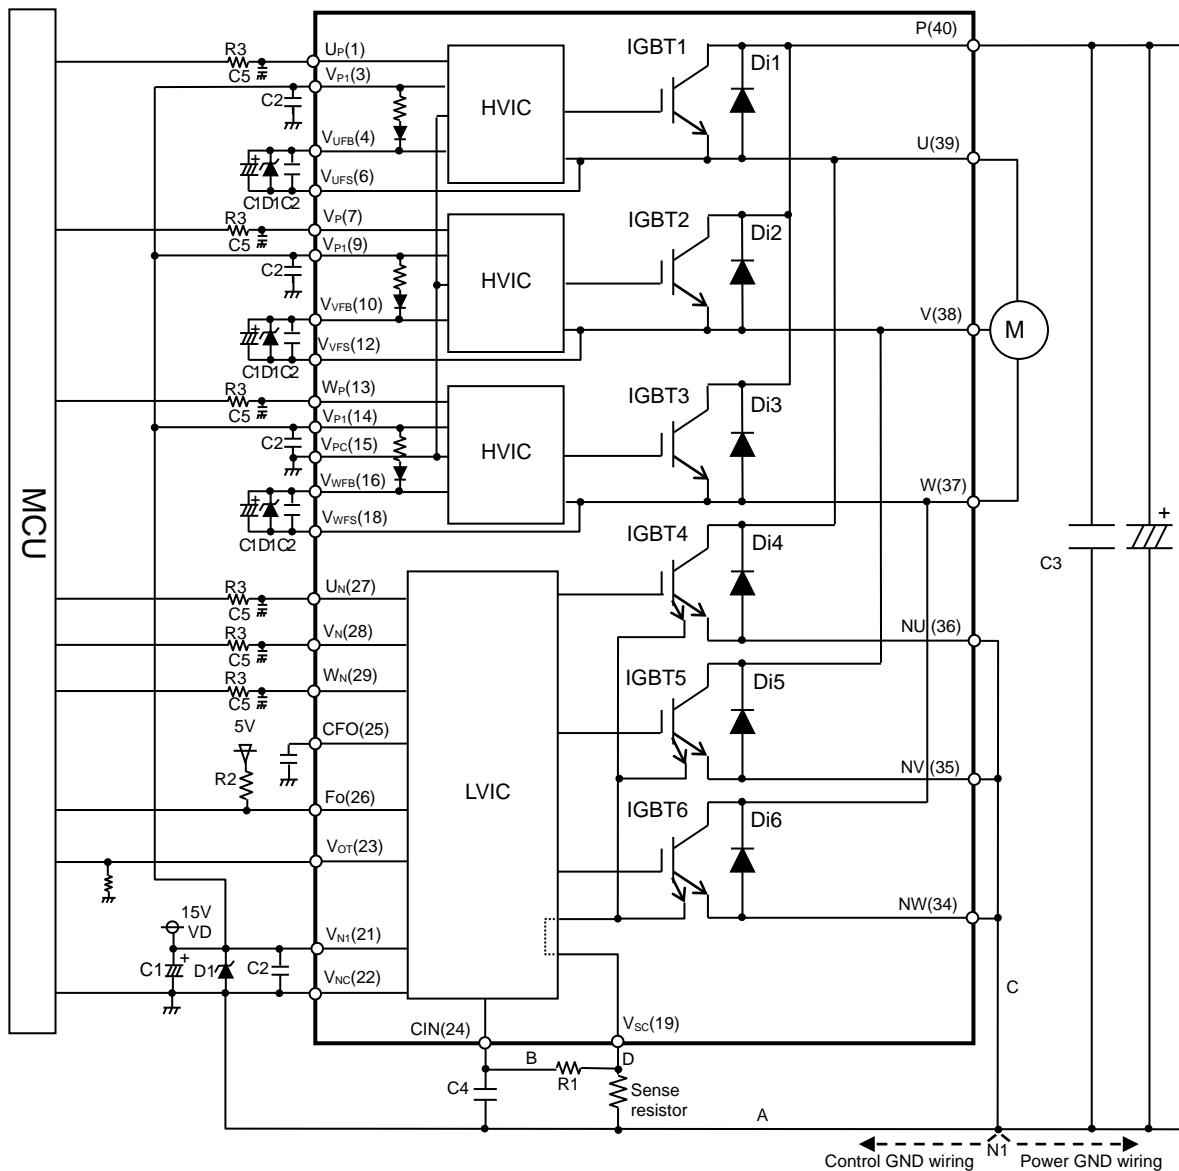 MCU
R3
C5
UP(1)
VP1(3)
C2
VUFB(4)
VUFS(6)
+
C1D1C2
HVIC
IGBT1
Di1
P(40)
U(39)
R3
C5
VP(7)
VP1(9)
C2
VVFB(10)
VVFS(12)
+
C1D1C2
HVIC
IGBT2
Di2
V(38)
M
R3
C5
WP(13)
VP1(14)
C2
VPC(15)
VWFB(16)
VWFS(18)
+
C1D1C2
HVIC
IGBT3
Di3
W(37)
IGBT4
Di4
NU(36)
C3
+
R3
C5
UN(27)
R3
C5
VN(28)
R3
C5
WN(29)
5V
R2
CFO(25)
Fo(26)
VOT(23)
LVIC
IGBT5
Di5
NV(35)
IGBT6
Di6
NW(34)
15V
VD
C1
+
D1
C2
VN1(21)
VNC(22)
C
CIN(24)
VSC(19)
B
D
C4
R1
Sense
resistor
A
N1
Control GND wiring
Power GND wiring